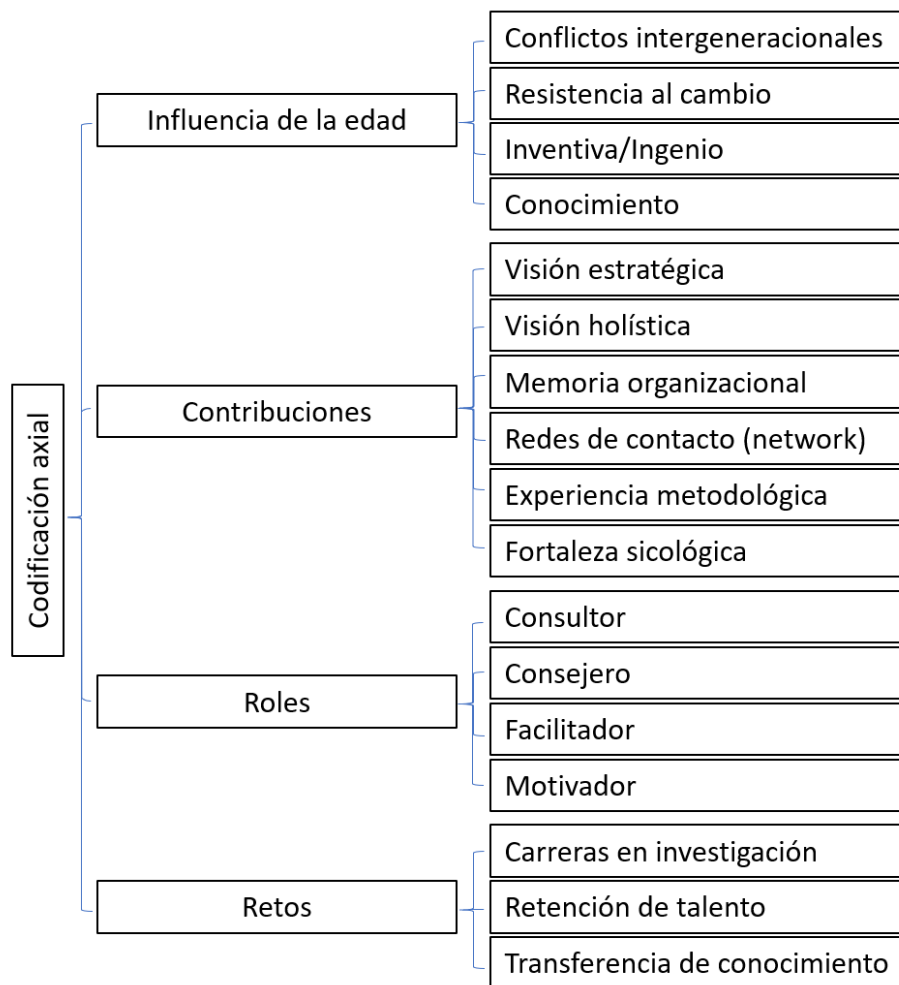 Codificación axial
Influencia de la edad
Conflictos intergeneracionales
Resistencia al cambio
Inventiva/Ingenio
Conocimiento
Contribuciones
Visión estratégica
Visión holística
Memoria organizacional
Redes de contacto (network)
Experiencia metodológica
Fortaleza sicológica
Roles
Consultor
Consejero
Facilitador
Motivador
Retos
Carreras en investigación
Retención de talento
Transferencia de conocimiento